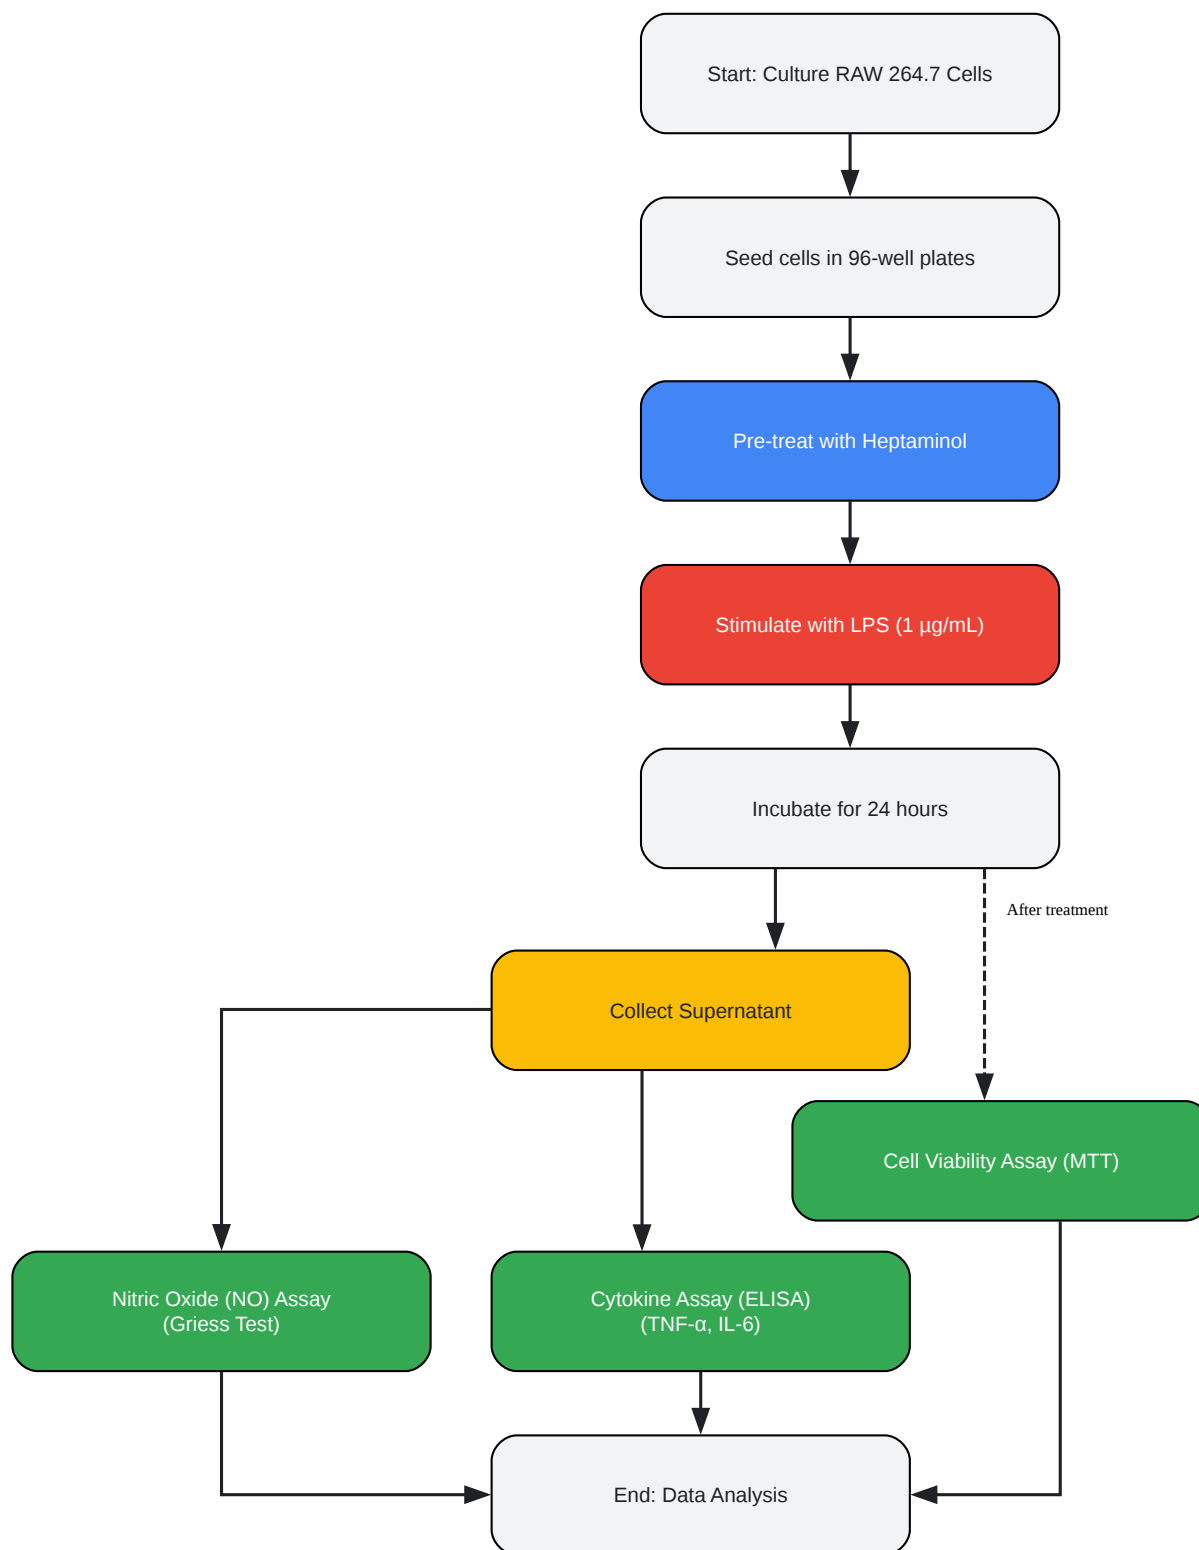 Start: Culture RAW 264.7 Cells
Seed cells in 96-well plates
Pre-treat with Heptaminol
Stimulate with LPS (1 µg/mL)
Incubate for 24 hours
After treatment
Collect Supernatant
Cell Viability Assay (MTT)
Nitric Oxide (NO) Assay
(Griess Test)
Cytokine Assay (ELISA)
(TNF-α, IL-6)
End: Data Analysis